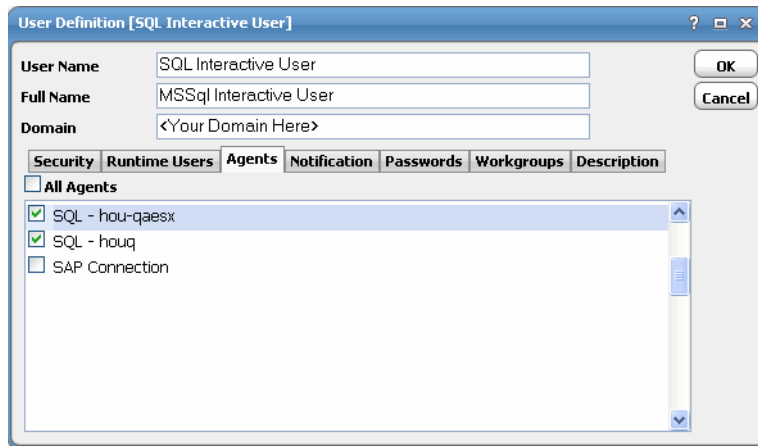 User Definition [SQL Interactive User] ?
User Name SQL Interactive User OK
Full Name MSSql Interactive User Cancel
Domain <Your Domain Here>
Security Runtime Users Agents Notification Passwords Workgroups Description
All Agents
SQL - hou-qaesx
SQL - houq
SAP Connection